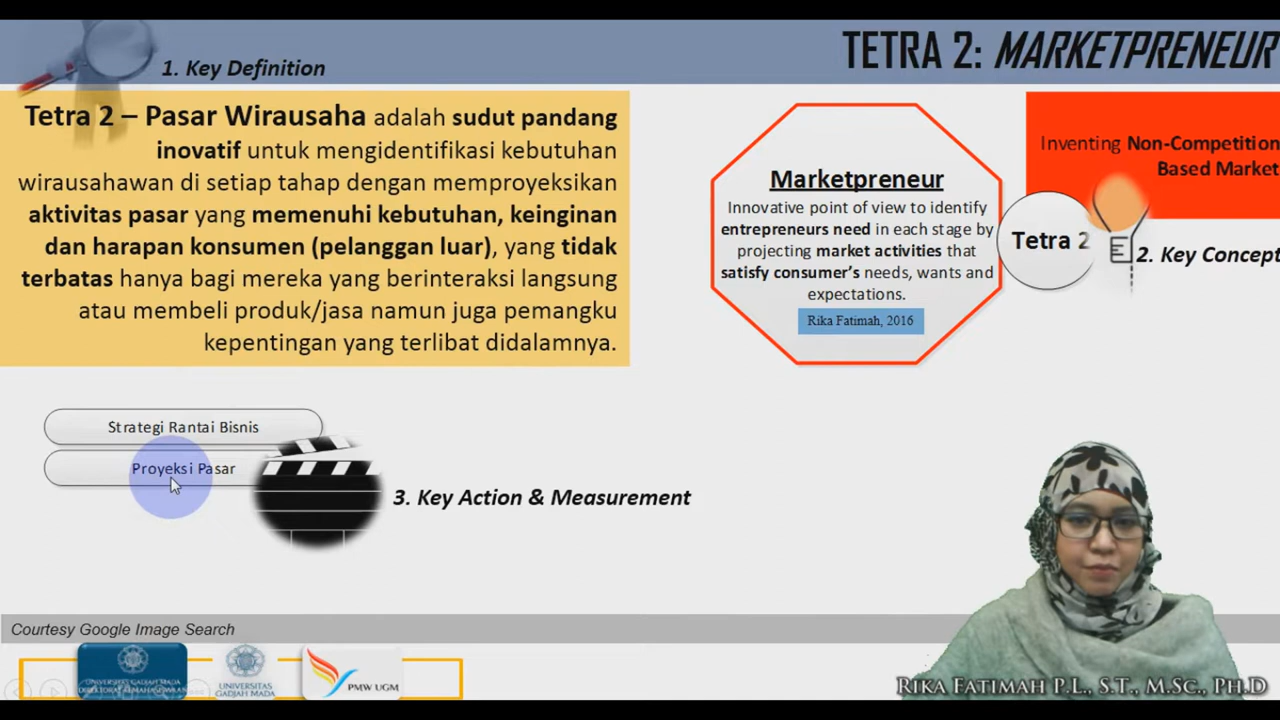 TETRA 2: MARKETPRENEUR
1. Key Definition
Tetra 2 – Pasar Wirausaha adalah sudut pandang
inovatif untuk mengidentifikasi kebutuhan
wirausahawan di setiap tahap dengan memproyeksikan
aktivitas pasar yang memenuhi kebutuhan, keinginan
dan harapan konsumen (pelanggan luar), yang tidak
terbatas hanya bagi mereka yang berinteraksi langsung
atau membeli produk/jasa namun juga pemangku
kepentingan yang terlibat didalamnya.
Marketpreneur
Innovative point of view to identify
entrepreneurs need in each stage by
projecting market activities that
satisfy consumer's needs, wants and
expectations.
Rika Fatimah, 2016
Inventing Non-Competition
Based Market
Tetra 2
2. Key Concept
Strategi Rantai Bisnis
Proyeksi Pasar
3. Key Action & Measurement
Courtesy Google Image Search
UNIVERSITAS GADJAH MADA
DIREKTORAT KEMAHASISWAAN
UNIVERSITAS
GADJAH MADA
PMW UGM
RIKA FATIMAH P.L., S.T., M.SC., PH.D